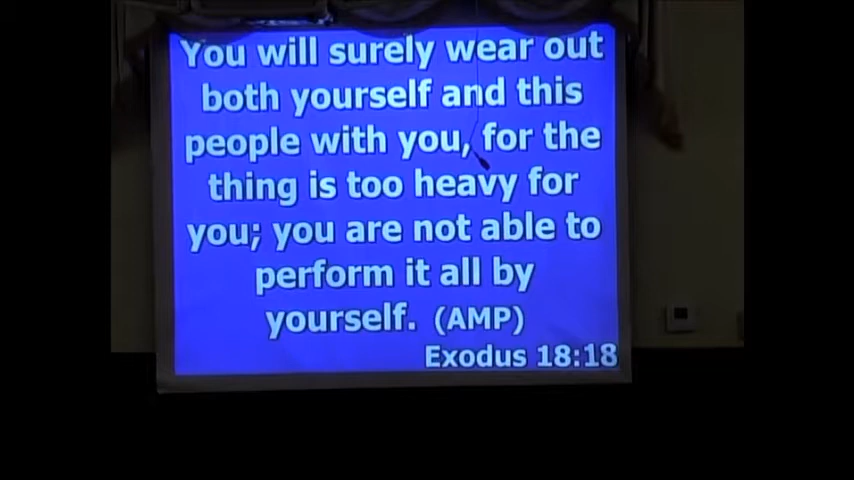 You will surely wear out
both yourself and this
people with you, for the
thing is too heavy for
you; you are not able to
perform it all by
yourself. (AMP)
Exodus 18:18